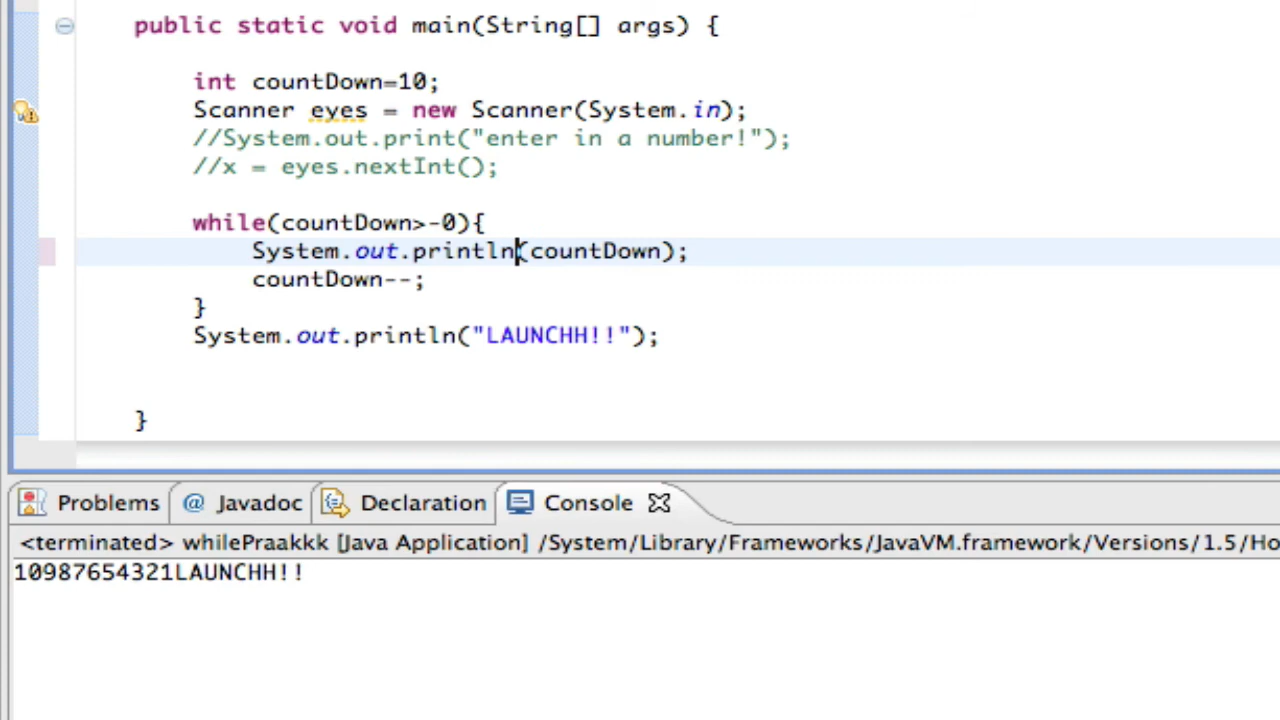 public static void main(String[] args) {
int countDown=10;
Scanner eyes = new Scanner(System.in);
//System.out.print("enter in a number!");
//x = eyes.nextInt();
while(countDown>-0){
System.out.println(countDown);
countDown--;
}
System.out.println("LAUNCHH!!");
}
Problems @ Javadoc Declaration Console
<terminated> whilePraakkk [Java Application] /System/Library/Frameworks/JavaVM.framework/Versions/1.5/Ho
10987654321LAUNCHH!!